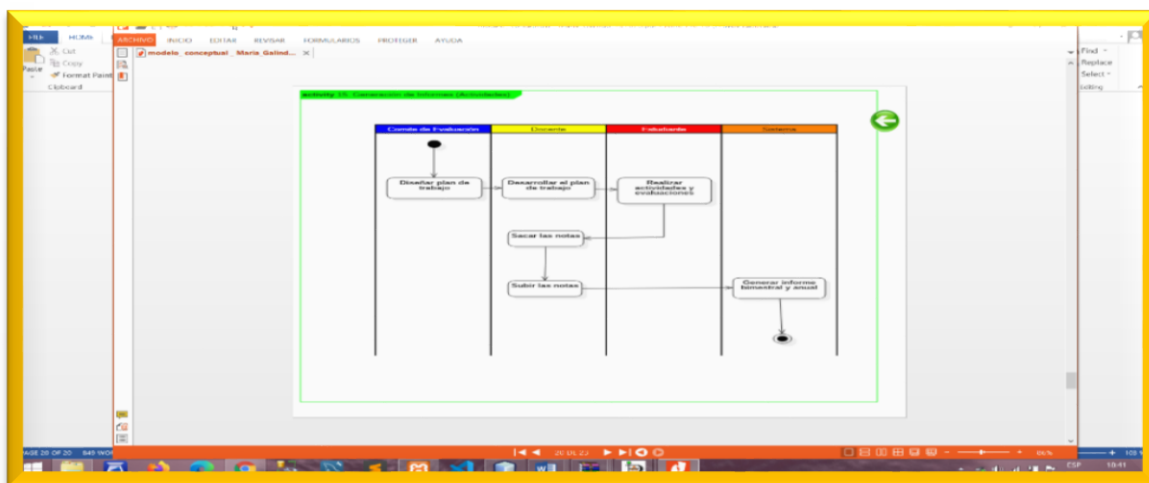 FILE HOME
ARCHIVO INICIO EDITAR REVISAR FORMULARIOS PROTEGER AYUDA
modelo_conceptual_Maria_Galind...
Cut
Copy
Format Paint
Paste
Clipboard
Find
Replace
Select
Editing
activity 15. Generación de Informes (Actividades)
Comité de Evaluación Docente Estudiante Sistema
Diseñar plan de
trabajo
Desarrollar el plan
de trabajo
Realizar
actividades y
evaluaciones
Sacar las notas
Subir las notas
Generar informe
bimestral y anual
PAGE 20 OF 20
ESP 10:41